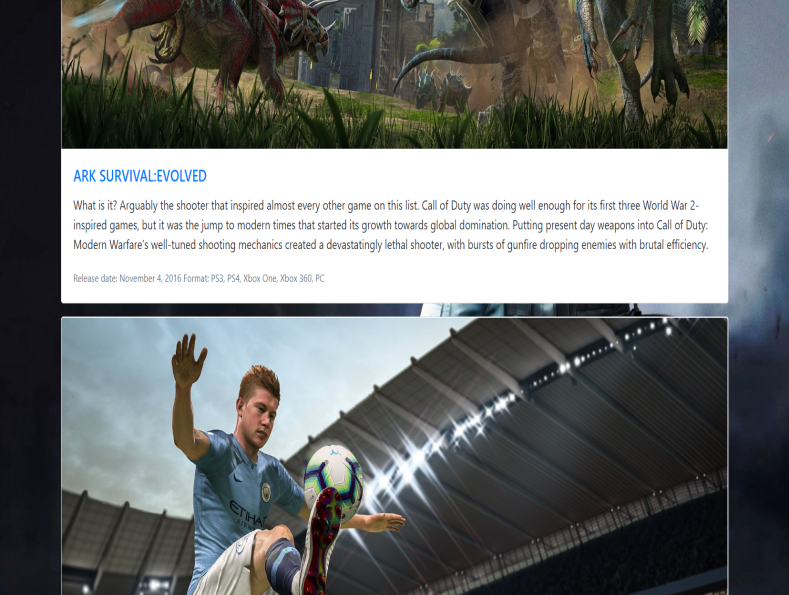 ARK SURVIVAL:EVOLVED
What is it? Arguably the shooter that inspired almost every other game on this list. Call of Duty was doing well enough for its first three World War 2-
inspired games, but it was the jump to modern times that started its growth towards global domination. Putting present day weapons into Call of Duty:
Modern Warfare's well-tuned shooting mechanics created a devastatingly lethal shooter, with bursts of gunfire dropping enemies with brutal efficiency.
Release date: November 4, 2016 Format: PS3, PS4, Xbox One, Xbox 360, PC